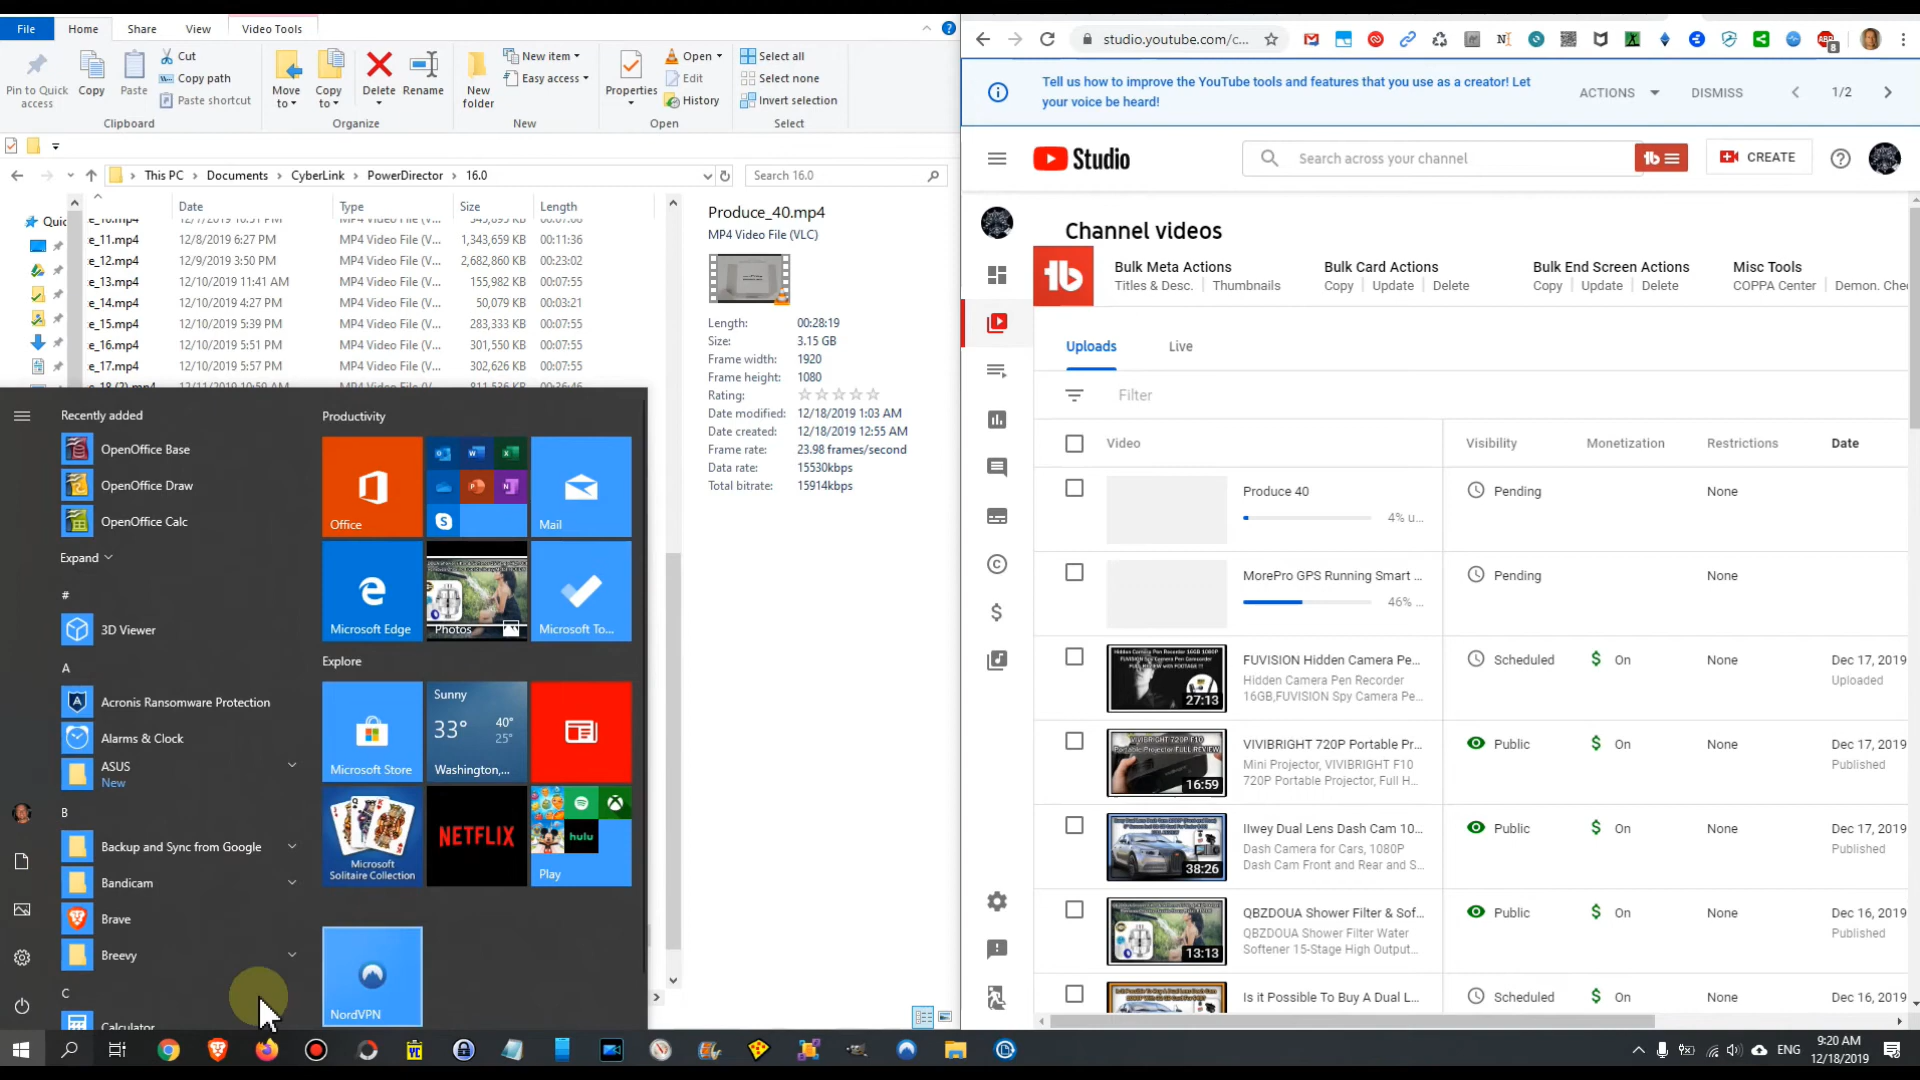 File
Home
Share
View
Video Tools
Pin to Quick access
Copy
Paste
Cut
Copy path
Paste shortcut
Clipboard
Move to
Copy to
Delete
Rename
Organize
New folder
New item
Easy access
New
Properties
Open
Edit
History
Open
Select all
Select none
Invert selection
Select
This PC
Documents
CyberLink
PowerDirector
16.0
Search 16.0
Date
Type
Size
Length
e_11.mp4 12/8/2019 6:27 PM MP4 Video File (V... 1,343,659 KB 00:11:36
e_12.mp4 12/9/2019 3:50 PM MP4 Video File (V... 2,682,860 KB 00:23:02
e_13.mp4 12/10/2019 11:41 AM MP4 Video File (V... 155,982 KB 00:07:55
e_14.mp4 12/10/2019 4:27 PM MP4 Video File (V... 50,079 KB 00:03:21
e_15.mp4 12/10/2019 5:39 PM MP4 Video File (V... 283,333 KB 00:07:55
e_16.mp4 12/10/2019 5:51 PM MP4 Video File (V... 301,550 KB 00:07:55
e_17.mp4 12/10/2019 5:57 PM MP4 Video File (V... 302,626 KB 00:07:55
Produce_40.mp4
MP4 Video File (VLC)
Length: 00:28:19
Size: 3.15 GB
Frame width: 1920
Frame height: 1080
Rating:
Date modified: 12/18/2019 1:03 AM
Date created: 12/18/2019 12:55 AM
Frame rate: 23.98 frames/second
Data rate: 15530kbps
Total bitrate: 15914kbps
Recently added
OpenOffice Base
OpenOffice Draw
OpenOffice Calc
Expand
#
3D Viewer
A
Acronis Ransomware Protection
Alarms & Clock
ASUS
New
B
Backup and Sync from Google
Bandicam
Brave
Breevy
C
Calculator
Productivity
Office
Mail
Microsoft Edge
Photos
Microsoft To...
Explore
Microsoft Store
Sunny
33° 40°
25°
Washington,...
Microsoft Solitaire Collection
NETFLIX
hulu
Play
NordVPN
studio.youtube.com/c...
Tell us how to improve the YouTube tools and features that you use as a creator! Let
your voice be heard!
ACTIONS
DISMISS
1/2
Studio
Search across your channel
CREATE
Channel videos
Bulk Meta Actions
Titles & Desc. | Thumbnails
Bulk Card Actions
Copy | Update | Delete
Bulk End Screen Actions
Copy | Update | Delete
Misc Tools
COPPA Center | Demon. Che
Uploads
Live
Filter
Video Visibility Monetization Restrictions Date
Produce 40 Pending None
4% u...
MorePro GPS Running Smart ... Pending None
46% ...
FUVISION Hidden Camera Pe... Scheduled On None Dec 17, 2019
Hidden Camera Pen Recorder Uploaded
16GB,FUVISION Spy Camera Pe...
27:13
VIVIBRIGHT 720P Portable Pr... Public On None Dec 17, 2019
Mini Projector, VIVIBRIGHT F10 Published
720P Portable Projector, Full H...
16:59
IIwey Dual Lens Dash Cam 10... Public On None Dec 17, 2019
Dash Camera for Cars, 1080P Published
Dash Cam Front and Rear and S...
38:26
QBZDOUA Shower Filter & Sof... Public On None Dec 16, 2019
QBZDOUA Shower Filter Water Published
Softener 15-Stage High Output...
13:13
Is it Possible To Buy A Dual L... Scheduled On None Dec 16, 2019
ENG
9:20 AM
12/18/2019